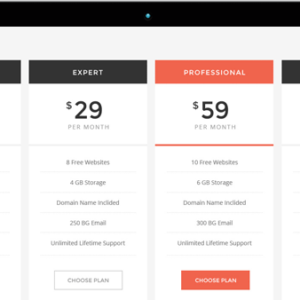 EXPERT
$29
PER MONTH
8 Free Websites
4 GB Storage
Domain Name Inclided
250 BG Email
Unlimited Lifetime Support
CHOOSE PLAN
PROFESSIONAL
$59
PER MONTH
10 Free Websites
6 GB Storage
Domain Name Inclided
300 BG Email
Unlimited Lifetime Support
CHOOSE PLAN